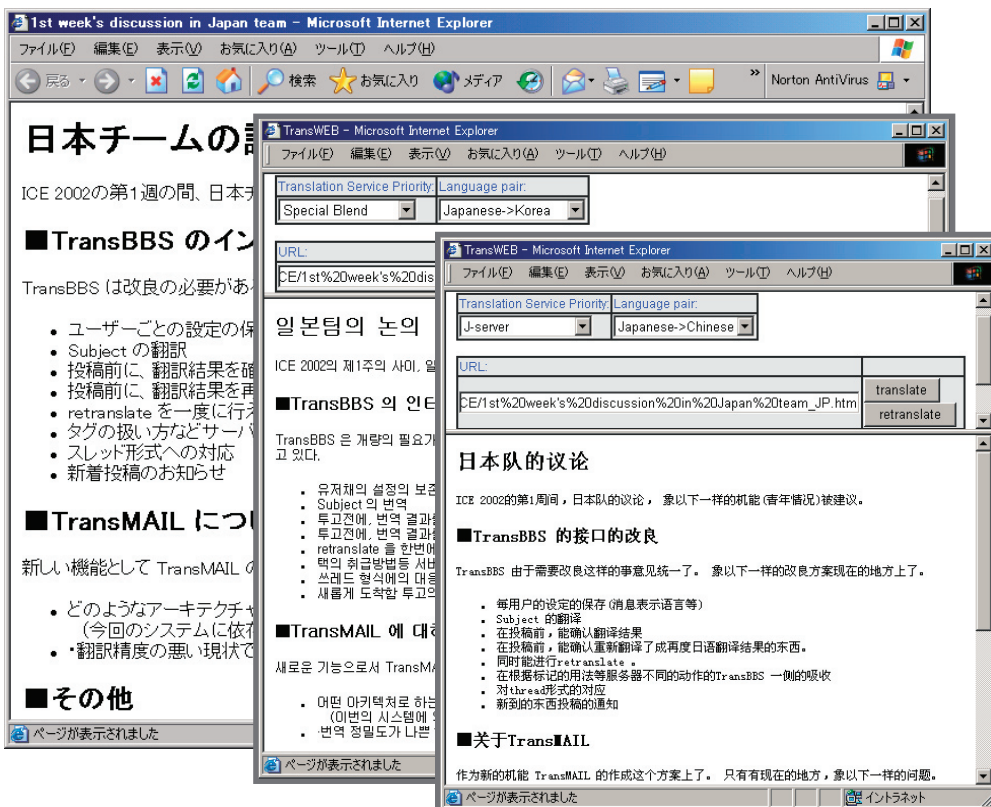 1st week's discussion in Japan team - Microsoft Internet Explorer
ファイル(F) 編集(E) 表示(V) お気に入り(A) ツール(T) ヘルプ(H)
戻る 検索 お気に入り メディア » Norton AntiVirus
日本チームの
ICE 2002の第1週の間、日本
■TransBBS のイン
TransBBS は改良の必要があ
• ユーザーごとの設定の保
• Subject の翻訳
• 投稿前に、翻訳結果を確
• 投稿前に、翻訳結果を再
• retranslate を一度に行え
• タグの扱い方などサーバ
• スレッド形式への対応
• 新着投稿のお知らせ
■TransMAIL につ
新しい機能として TransMAIL の
• どのようなアーキテクチャ
(今回のシステムに依存
• ・翻訳精度の悪い現状で
■その他
ページが表示されました
TransWEB - Microsoft Internet Explorer
ファイル(F) 編集(E) 表示(V) お気に入り(A) ツール(T) ヘルプ(H)
Translation Service Priority: Language pair:
Special Blend Japanese->Korea
URL:
CE/1st%20week's%20dis
일본팀의 논의
ICE 2002의 제1주의 사이, 일
■TransBBS 의 인터
TransBBS 은 개량의 필요가
고 있다.
• 유저채의 설정의 보존
• Subject 의 번역
• 투고전에, 번역 결과를
• 투고전에, 번역 결과를
• retranslate 을 한번에
• 택의 취급방법등 서버
• 쓰레드 형식에의 대응
• 새롭게 도착함 투고의
■TransMAIL 에 대하
새로운 기능으로서 TransMA
• 어떤 아키텍처로 하는
(이번의 시스템에
• ·번역 정밀도가 나쁜
ページが表示されました
TransWEB - Microsoft Internet Explorer
ファイル(F) 編集(E) 表示(V) お気に入り(A) ツール(T) ヘルプ(H)
Translation Service Priority: Language pair:
J-server Japanese->Chinese
URL:
CE/1st%20week's%20discussion%20in%20Japan%20team_JP.htm
translate
retranslate
日本队的议论
ICE 2002的第1周间，日本队的议论， 象以下一样的机能(青年情况)被建议。
■TransBBS 的接口的改良
TransBBS 由于需要改良这样的事意见统一了。 象以下一样的改良方案现在的地方上了。
• 每用户的设定的保存(消息表示语言等)
• Subject 的翻译
• 在投稿前，能确认翻译结果
• 在投稿前，能确认重新翻译了成再度日语翻译结果的东西。
• 同时能进行retranslate 。
• 在根据标记的用法等服务器不同的动作的TransBBS 一侧的吸收
• 对thread形式的对应
• 新到的东西投稿的通知
■关于TransMAIL
作为新的机能 TransMAIL 的作成这个方案上了。 只有有现在的地方，象以下一样的问题。
ページが表示されました イントラネット